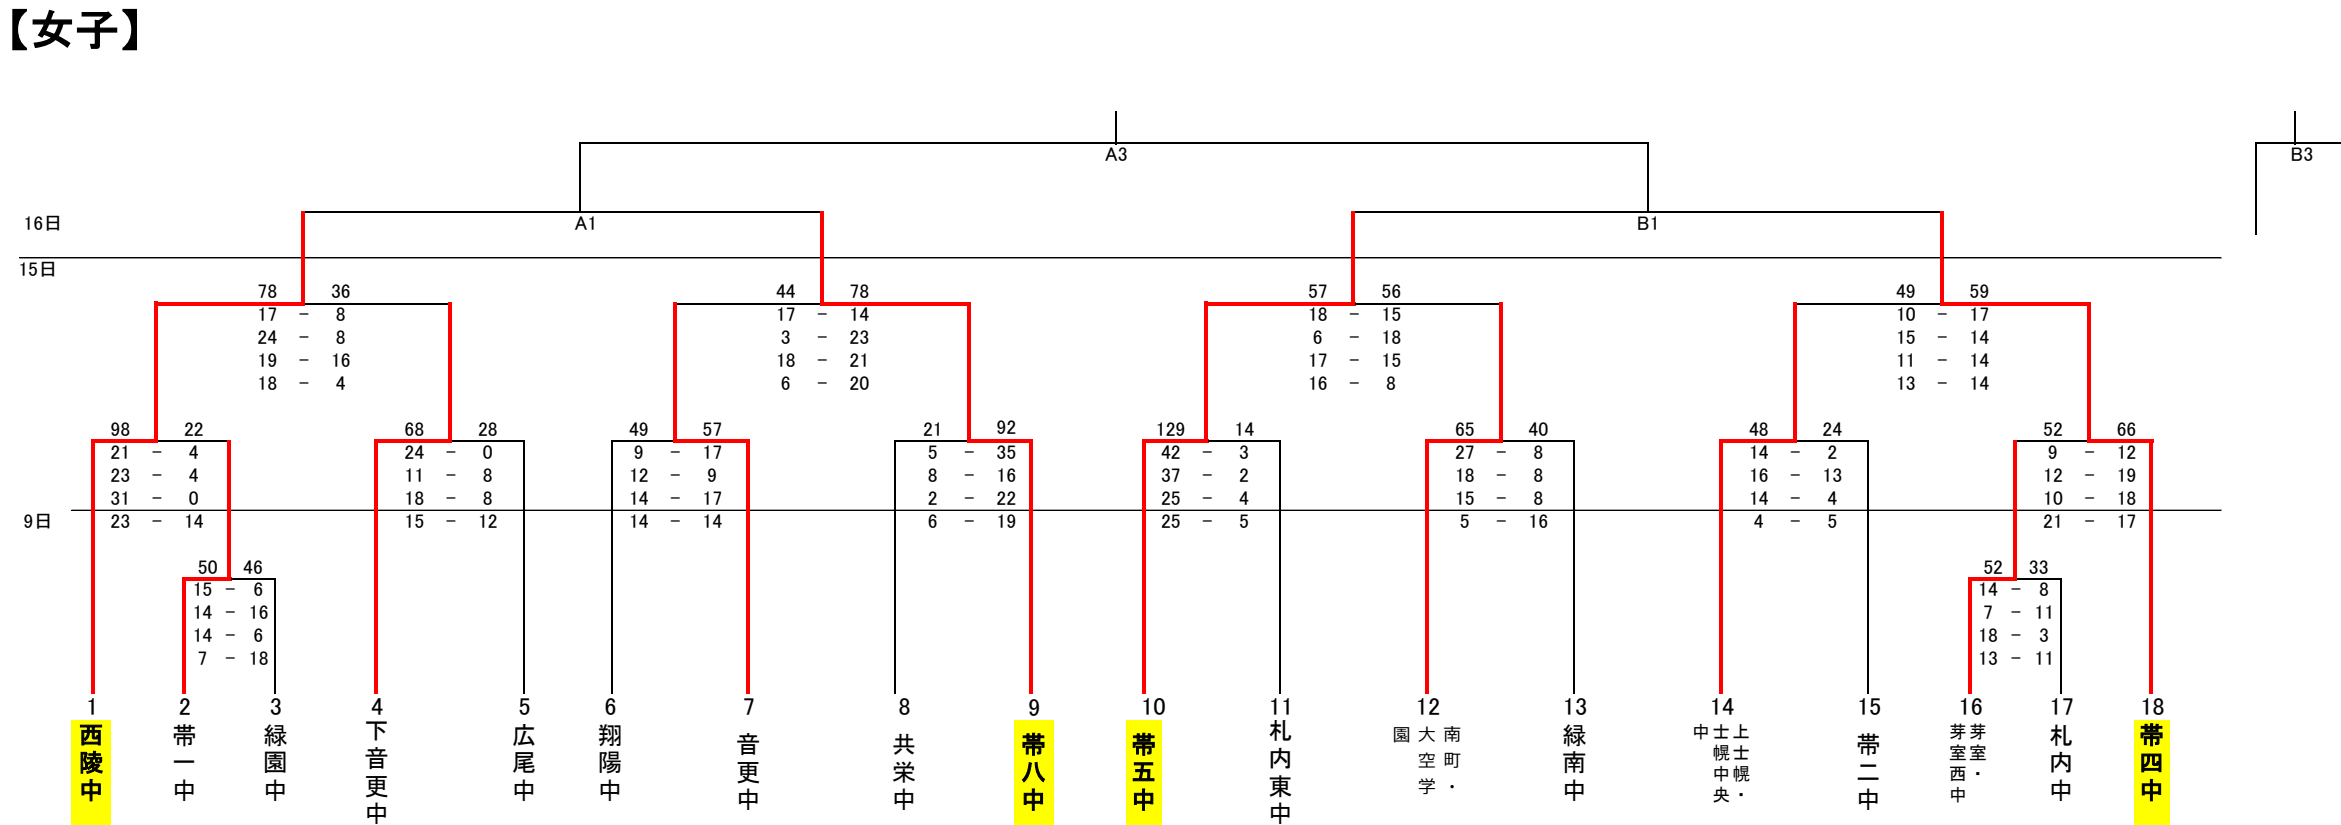 【女子】
A3
B3
16日
A1
B1
15日
78 36
17 － 8
24 － 8
19 － 16
18 － 4
44 78
17 － 14
3 － 23
18 － 21
6 － 20
57 56
18 － 15
6 － 18
17 － 15
16 － 8
49 59
10 － 17
15 － 14
11 － 14
13 － 14
98 22
21 － 4
23 － 4
31 － 0
23 － 14
68 28
24 － 0
11 － 8
18 － 8
15 － 12
49 57
9 － 17
12 － 9
14 － 17
14 － 14
21 92
5 － 35
8 － 16
2 － 22
6 － 19
129 14
42 － 3
37 － 2
25 － 4
25 － 5
65 40
27 － 8
18 － 8
15 － 8
5 － 16
48 24
14 － 2
16 － 13
14 － 4
4 － 5
52 66
9 － 12
12 － 19
10 － 18
21 － 17
9日
50 46
15 － 6
14 － 16
14 － 6
7 － 18
52 33
14 － 8
7 － 11
18 － 3
13 － 11
1
西陵中
2
帯一中
3
緑園中
4
下音更中
5
広尾中
6
翔陽中
7
音更中
8
共栄中
9
帯八中
10
帯五中
11
札内東中
12
南町・
大空学
園
13
緑南中
14
上士幌・
士幌中央
中
15
帯二中
16
芽室・
芽室西中
17
札内中
18
帯四中